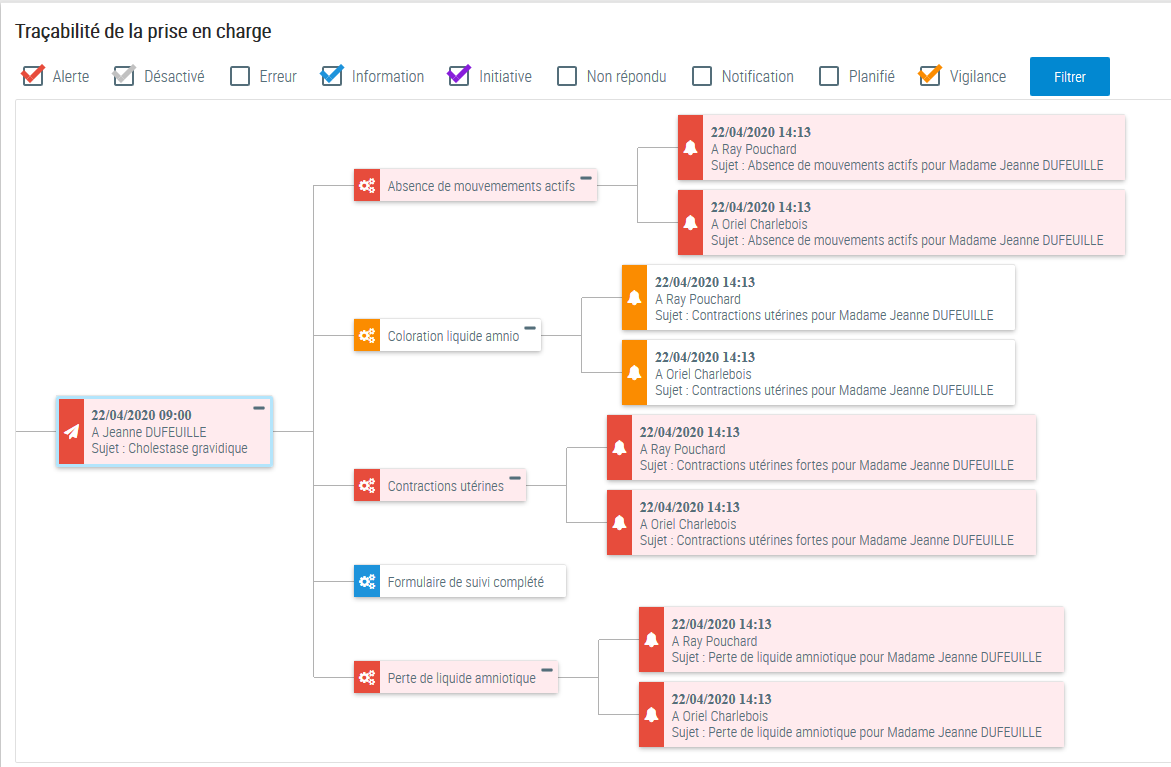 Traçabilité de la prise en charge
Alerte Désactivé Erreur Information Initiative Non répondu Notification Planifié Vigilance Filtrer
22/04/2020 09:00
A Jeanne DUFEUILLE
Sujet : Cholestase gravidique
Absence de mouvemements actifs
22/04/2020 14:13
A Ray Pouchard
Sujet : Absence de mouvements actifs pour Madame Jeanne DUFEUILLE
22/04/2020 14:13
A Oriel Charlebois
Sujet : Absence de mouvements actifs pour Madame Jeanne DUFEUILLE
Coloration liquide amnio
22/04/2020 14:13
A Ray Pouchard
Sujet : Contractions utérines pour Madame Jeanne DUFEUILLE
22/04/2020 14:13
A Oriel Charlebois
Sujet : Contractions utérines pour Madame Jeanne DUFEUILLE
Contractions utérines
22/04/2020 14:13
A Ray Pouchard
Sujet : Contractions utérines fortes pour Madame Jeanne DUFEUILLE
22/04/2020 14:13
A Oriel Charlebois
Sujet : Contractions utérines fortes pour Madame Jeanne DUFEUILLE
Formulaire de suivi complété
Perte de liquide amniotique
22/04/2020 14:13
A Ray Pouchard
Sujet : Perte de liquide amniotique pour Madame Jeanne DUFEUILLE
22/04/2020 14:13
A Oriel Charlebois
Sujet : Perte de liquide amniotique pour Madame Jeanne DUFEUILLE